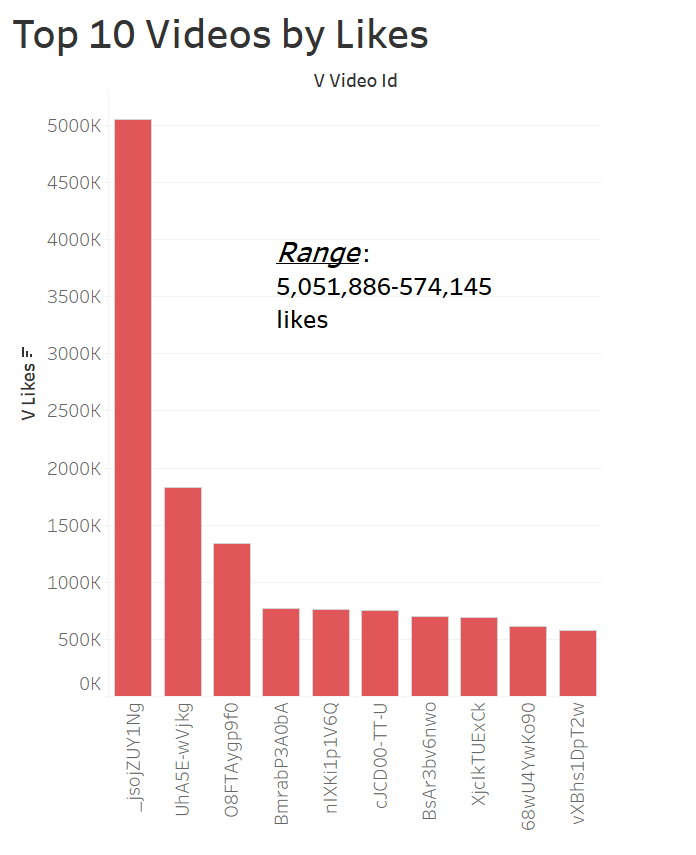 Top 10 Videos by Likes
V Video Id
5000K
4500K
4000K
3500K
3000K
2500K
2000K
1500K
1000K
500K
0K
V Likes
Range:
5,051,886-574,145
likes
_jsojZUY1Ng
UhA5E-wVjkg
O8FTAygp9f0
BmrabP3A0bA
nIXKi1p1V6Q
cJCD00-TT-U
BsAr3bv6nwo
XjcIkTUExCk
68wU4YwKo90
vXBhs1DpT2w